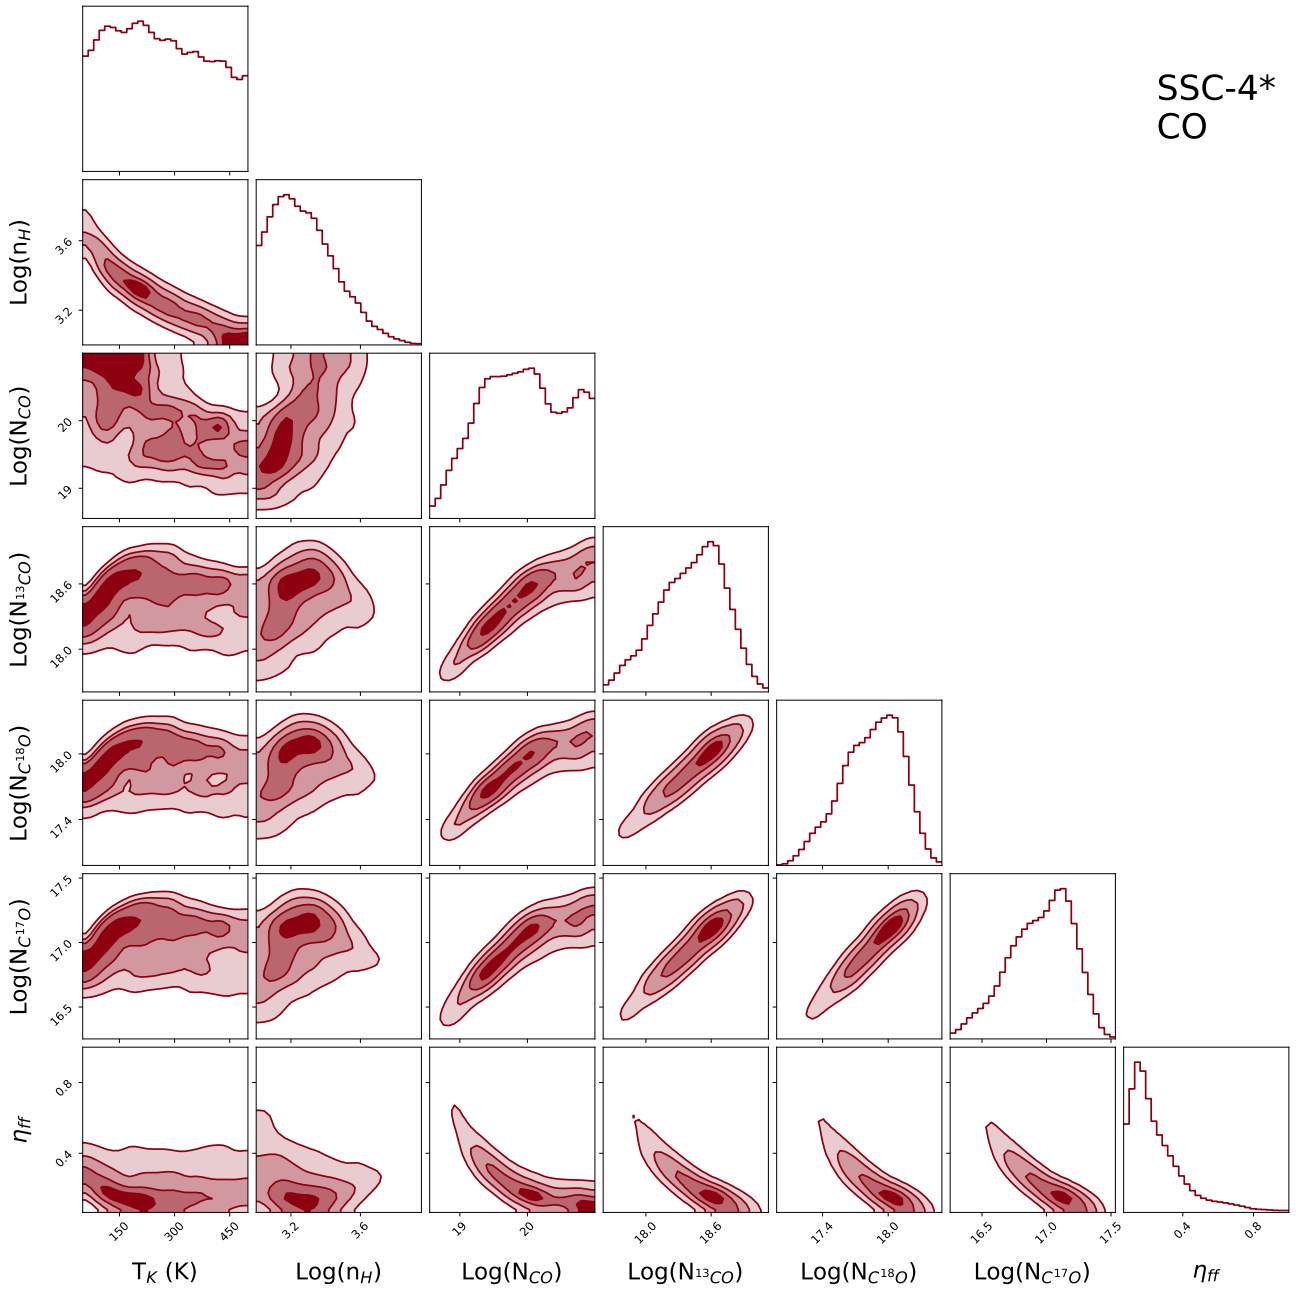 SSC-4*
CO
Log(n_H)
3.6
3.2
Log(N_CO)
20
19
Log(N_13CO)
18.6
18.0
Log(N_C18O)
18.0
17.4
Log(N_C17O)
17.5
17.0
16.5
η_ff
0.8
0.4
150 300 450 3.2 3.6 19 20 18.0 18.6 17.4 18.0 16.5 17.0 17.5 0.4 0.8
T_K (K) Log(n_H) Log(N_CO) Log(N_13CO) Log(N_C18O) Log(N_C17O) η_ff